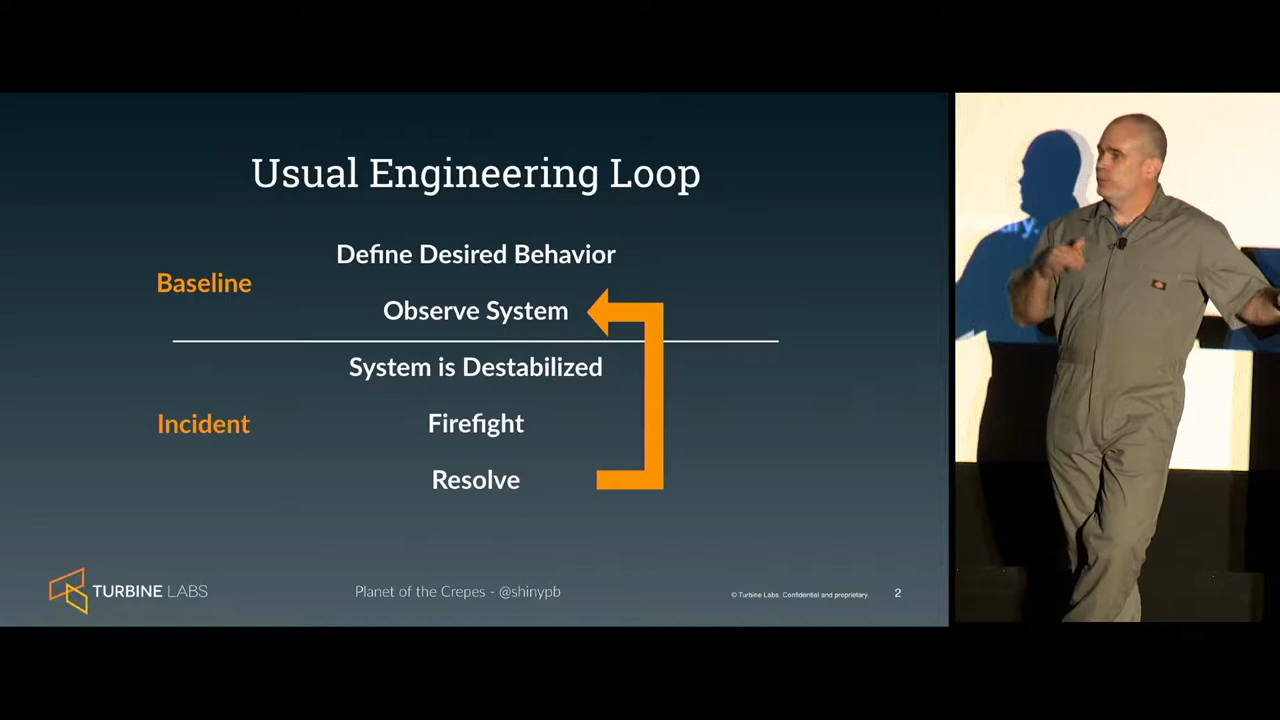 Usual Engineering Loop
Define Desired Behavior
Baseline
Observe System
System is Destabilized
Incident
Firefight
Resolve
TURBINE LABS
Planet of the Crepes - @shinypb
© Turbine Labs. Confidential and proprietary.
2
ary.